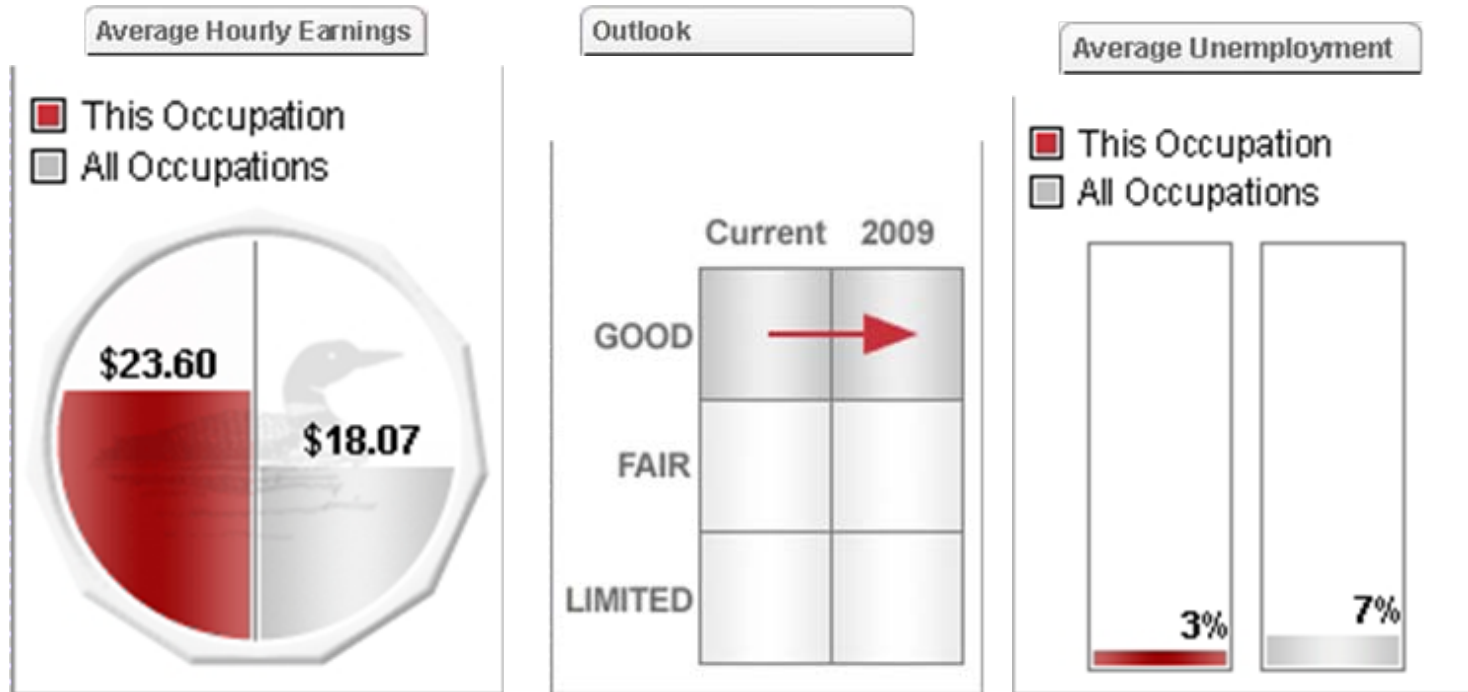 Average Hourly Earnings
This Occupation
All Occupations
$23.60
$18.07
Outlook
Current 2009
GOOD
FAIR
LIMITED
Average Unemployment
This Occupation
All Occupations
3%
7%